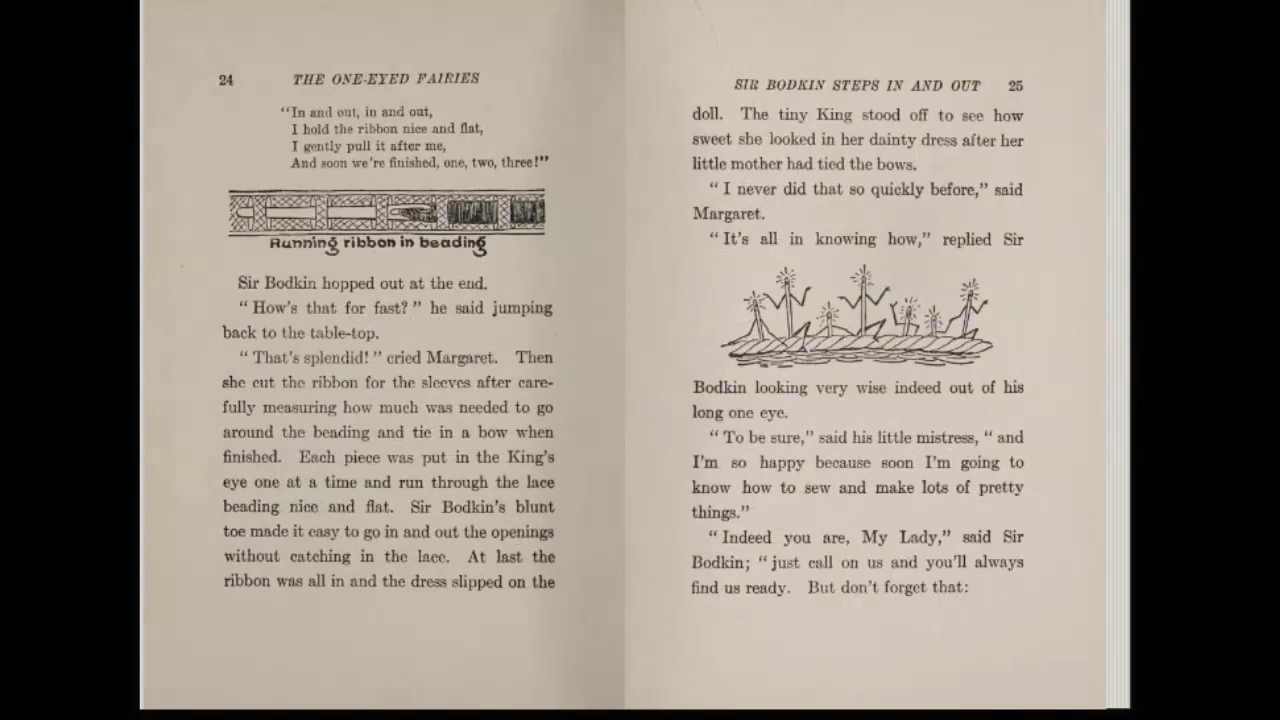 24 THE ONE-EYED FAIRIES
"In and out, in and out,
I hold the ribbon nice and flat,
I gently pull it after me,
And soon we're finished, one, two, three!"
Running ribbon in beading
Sir Bodkin hopped out at the end.
"How's that for fast?" he said jumping
back to the table-top.
"That's splendid!" cried Margaret. Then
she cut the ribbon for the sleeves after care-
fully measuring how much was needed to go
around the beading and tie in a bow when
finished. Each piece was put in the King's
eye one at a time and run through the lace
beading nice and flat. Sir Bodkin's blunt
toe made it easy to go in and out the openings
without catching in the lace. At last the
ribbon was all in and the dress slipped on the
SIR BODKIN STEPS IN AND OUT 25
doll. The tiny King stood off to see how
sweet she looked in her dainty dress after her
little mother had tied the bows.
"I never did that so quickly before," said
Margaret.
"It's all in knowing how," replied Sir
Bodkin looking very wise indeed out of his
long one eye.
"To be sure," said his little mistress, "and
I'm so happy because soon I'm going to
know how to sew and make lots of pretty
things."
"Indeed you are, My Lady," said Sir
Bodkin; "just call on us and you'll always
find us ready. But don't forget that: